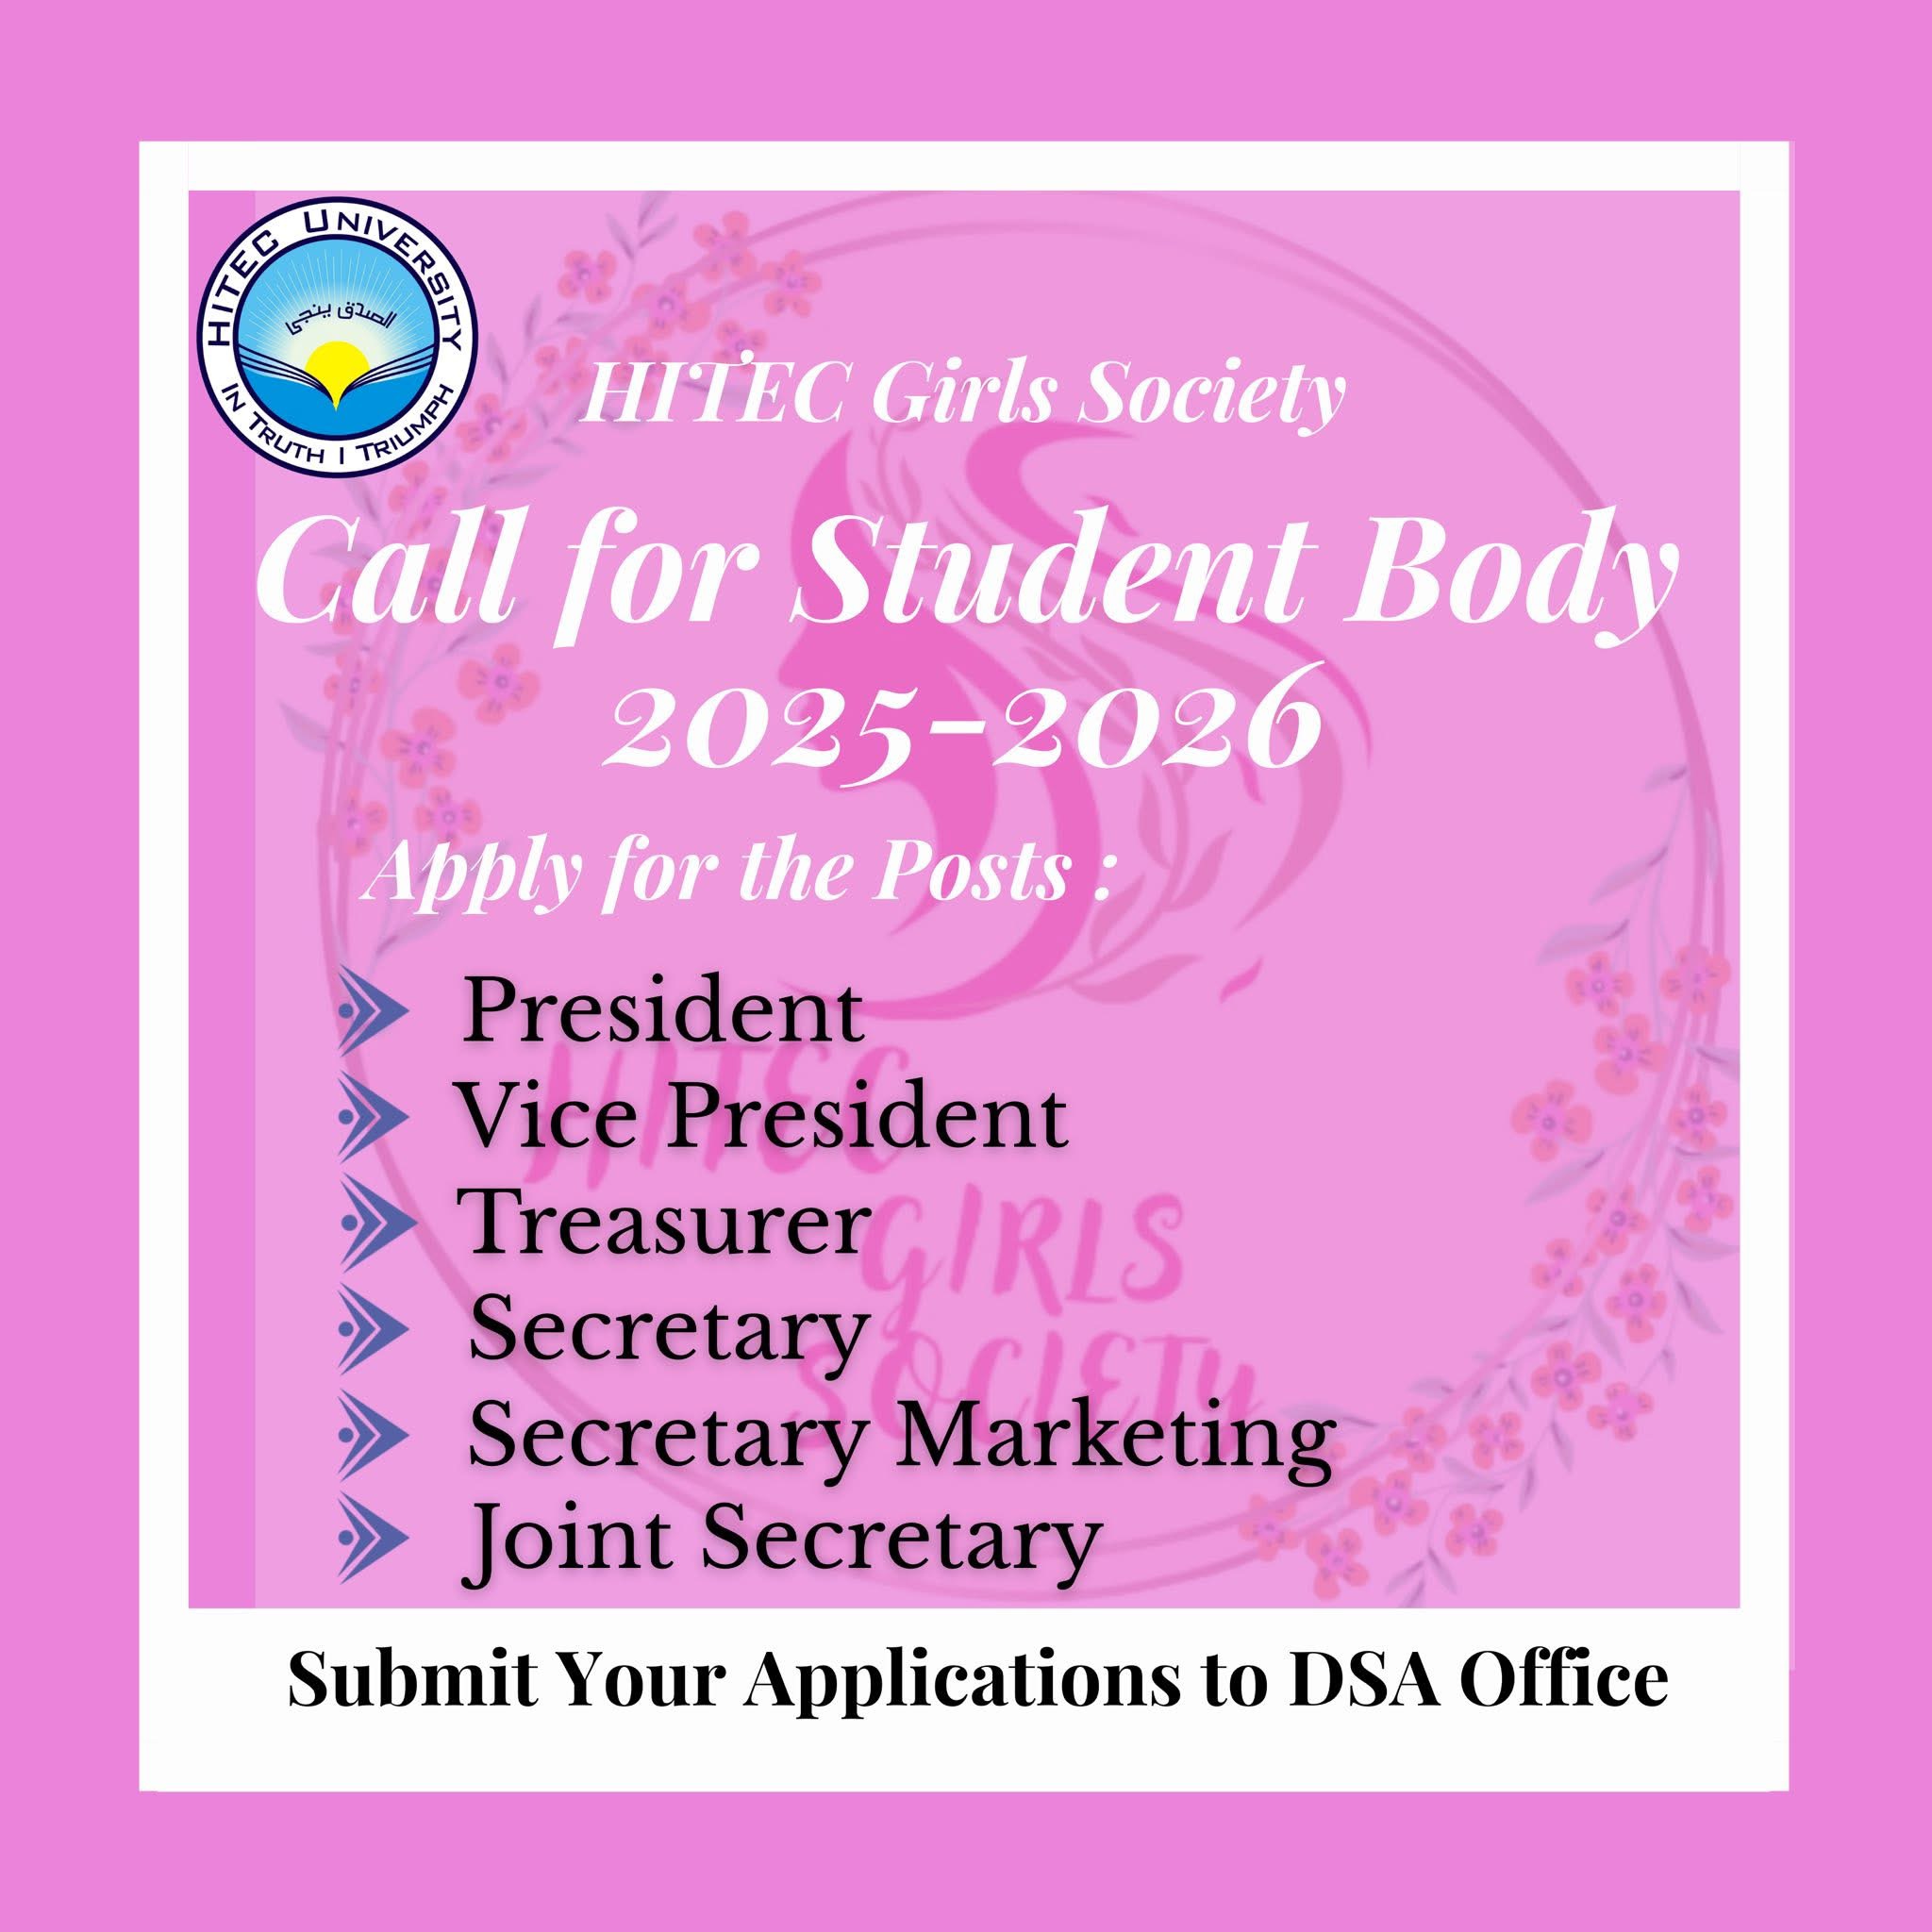 HITEC UNIVERSITY
الصدق ينجي
IN TRUTH | TRIUMPH
HITEC Girls Society
Call for Student Body
2025-2026
Apply for the Posts :
President
Vice President
Treasurer
Secretary
Secretary Marketing
Joint Secretary
HITEC
GIRLS
SOCIETY
Submit Your Applications to DSA Office